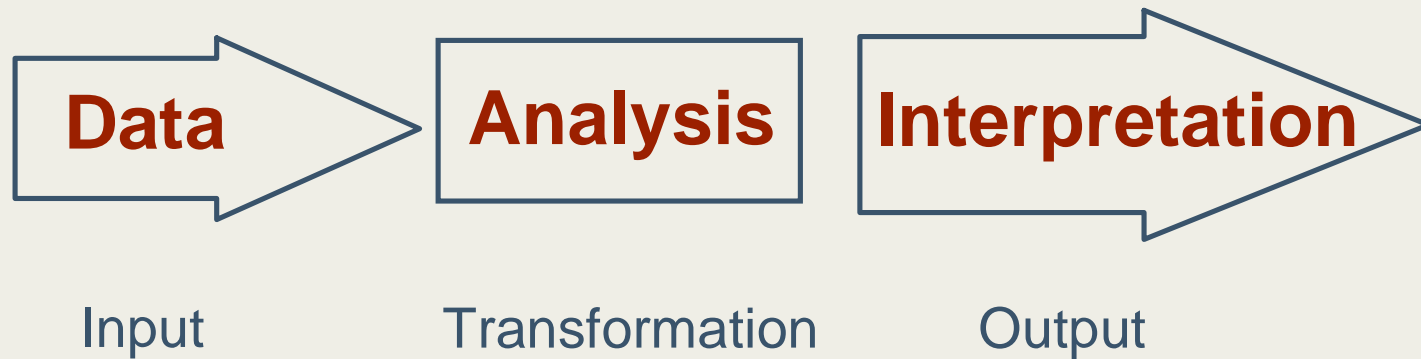 Data Analysis Interpretation
Input Transformation Output